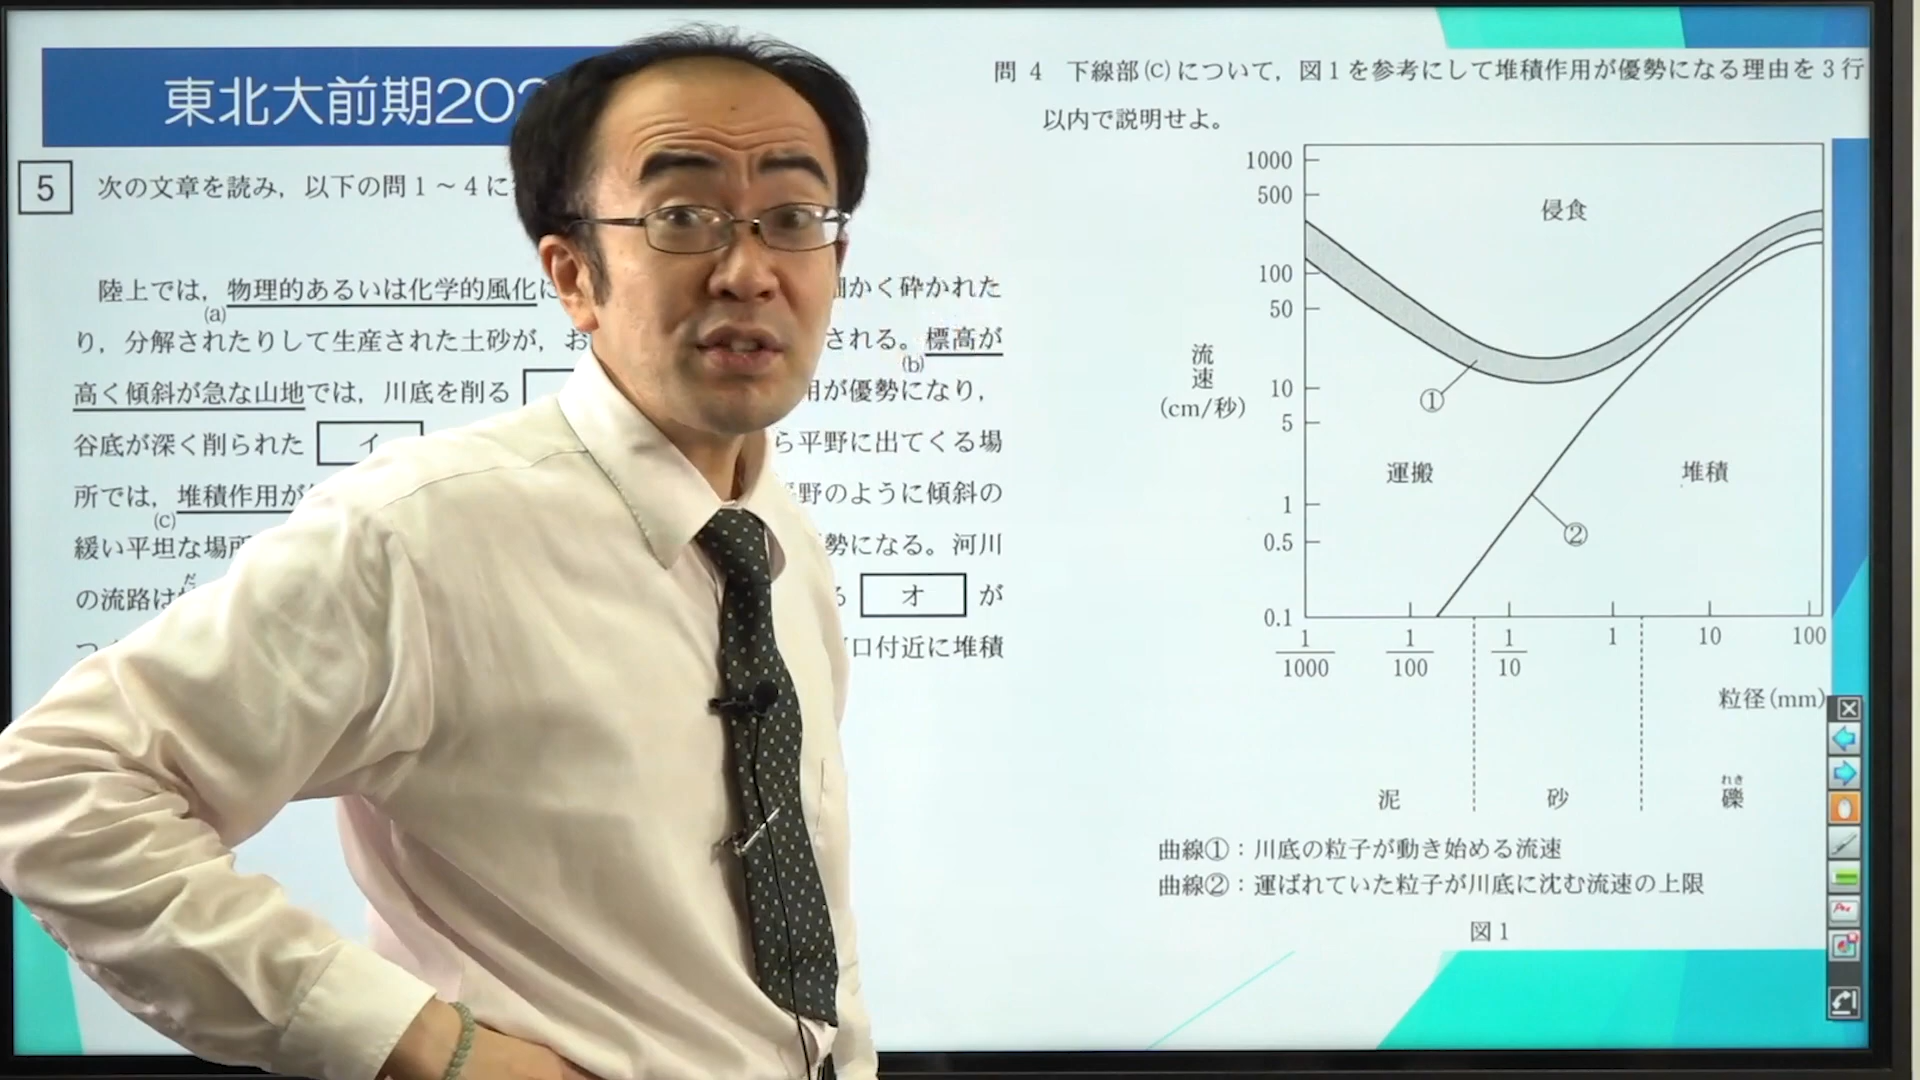 東北大前期202
5 次の文章を読み，以下の問1～4に
陸上では，物理的あるいは化学的風化に
細かく砕かれた
(a)
り，分解されたりして生産された土砂が，お
される。標高が
(b)
高く傾斜が急な山地では，川底を削る
用が優勢になり，
谷底が深く削られた イ
ら平野に出てくる場
所では，堆積作用が
平野のように傾斜の
(c)
緩い平坦な場所
勢になる。河川
の流路は
だ
る オ が
河口付近に堆積
問4 下線部(c)について，図1を参考にして堆積作用が優勢になる理由を3行
以内で説明せよ。
1000
500
100
50
10
5
1
0.5
0.1
流速
(cm/秒)
侵食
運搬
堆積
①
②
1/1000 1/100 1/10 1 10 100
粒径(mm)
れき
泥 砂 礫
曲線①：川底の粒子が動き始める流速
曲線②：運ばれていた粒子が川底に沈む流速の上限
図1